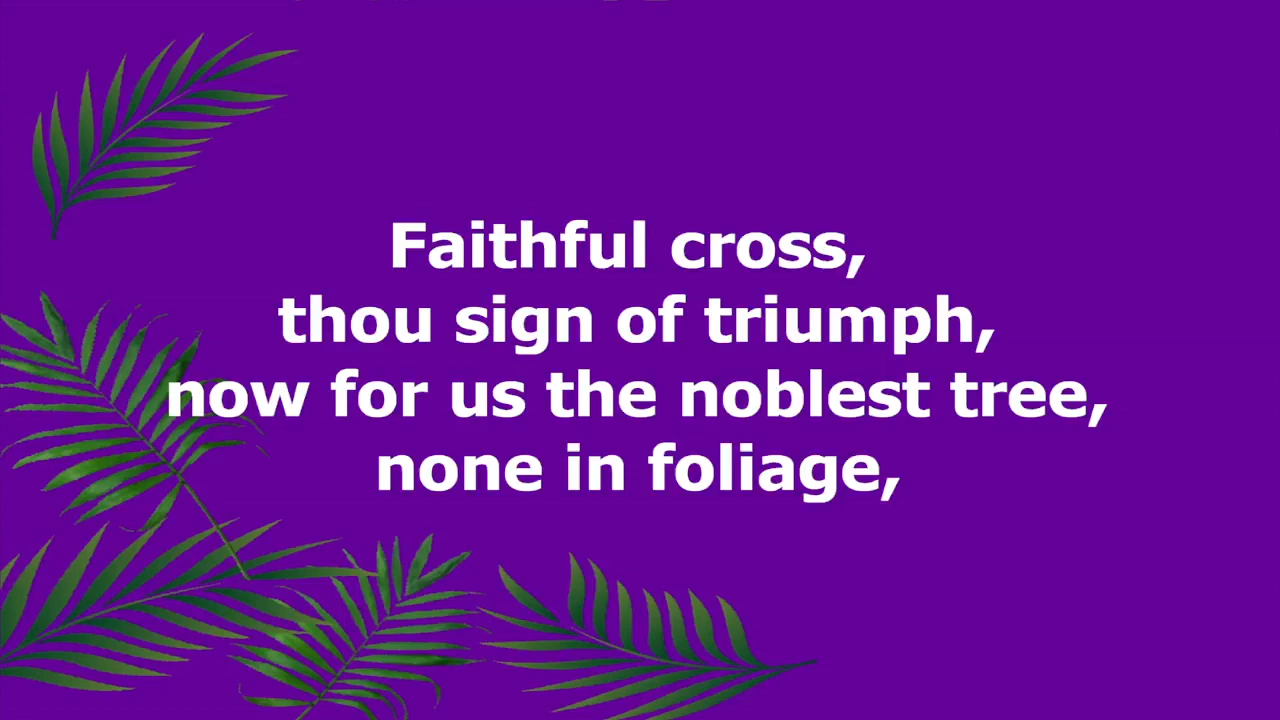 Faithful cross,
thou sign of triumph,
now for us the noblest tree,
none in foliage,